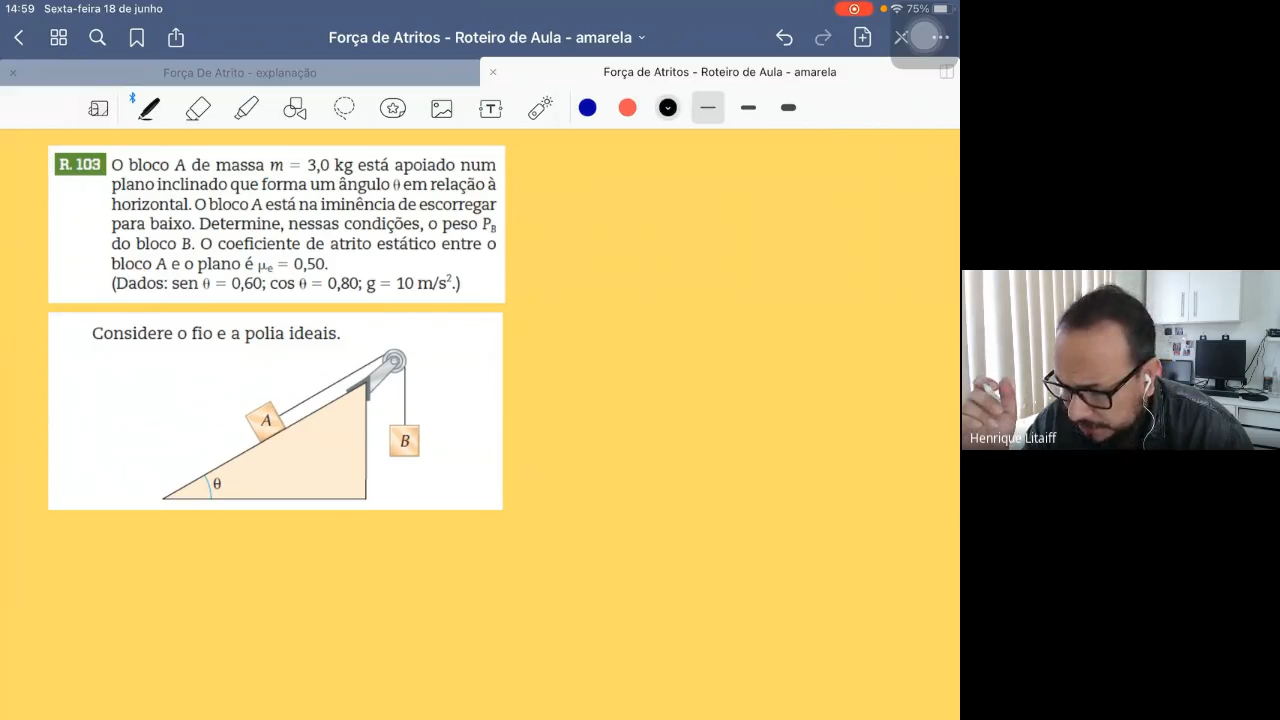 14:59 Sexta-feira 18 de junho
75%
Força de Atritos - Roteiro de Aula - amarela
Força De Atrito - explanação
Força de Atritos - Roteiro de Aula - amarela
R. 103 O bloco A de massa m = 3,0 kg está apoiado num
plano inclinado que forma um ângulo θ em relação à
horizontal. O bloco A está na iminência de escorregar
para baixo. Determine, nessas condições, o peso P_B
do bloco B. O coeficiente de atrito estático entre o
bloco A e o plano é μ_e = 0,50.
(Dados: sen θ = 0,60; cos θ = 0,80; g = 10 m/s².)
Considere o fio e a polia ideais.
A
B
θ
Henrique Litaiff